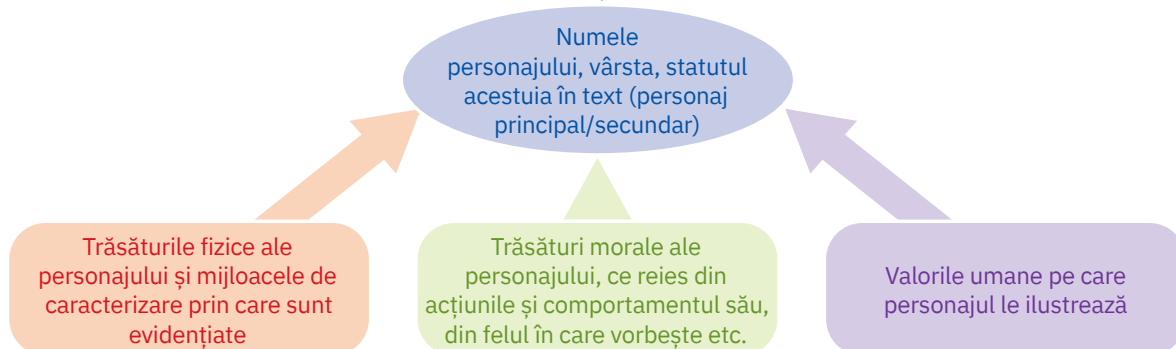 Numele
personajului, vârsta, statutul
acestuia în text (personaj
principal/secundar)
Trăsăturile fizice ale
personajului și mijloacele de
caracterizare prin care sunt
evidențiate
Trăsături morale ale
personajului, ce reies din
acțiunile și comportamentul său,
din felul în care vorbește etc.
Valorile umane pe care
personajul le ilustrează